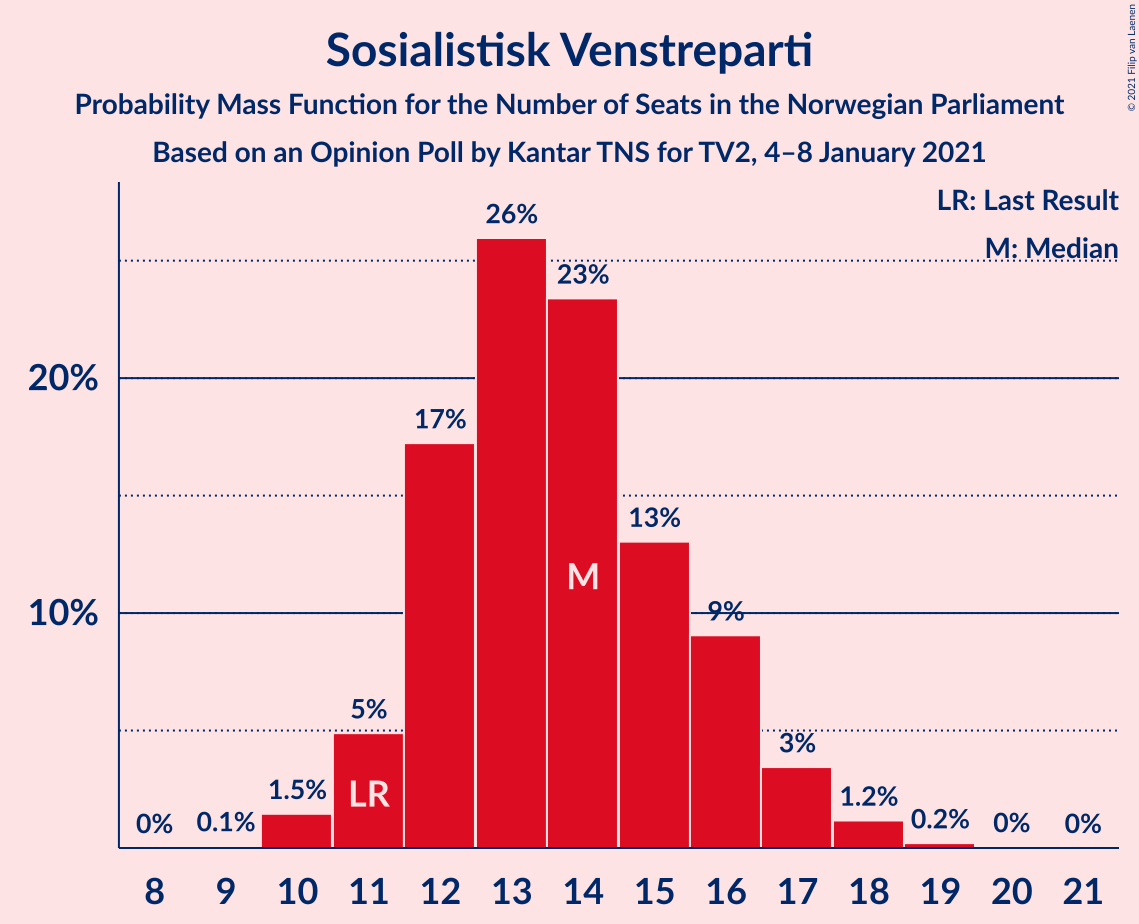 © 2021 Filip van Laenen
Sosialistisk Venstreparti
Probability Mass Function for the Number of Seats in the Norwegian Parliament
Based on an Opinion Poll by Kantar TNS for TV2, 4–8 January 2021
LR: Last Result
M: Median
26%
23%
20%
17%
13%
M
10%
9%
5%
3%
LR
1.5%
1.2%
0%
0.1%
0.2%
0%
0%
8 9 10 11 12 13 14 15 16 17 18 19 20 21